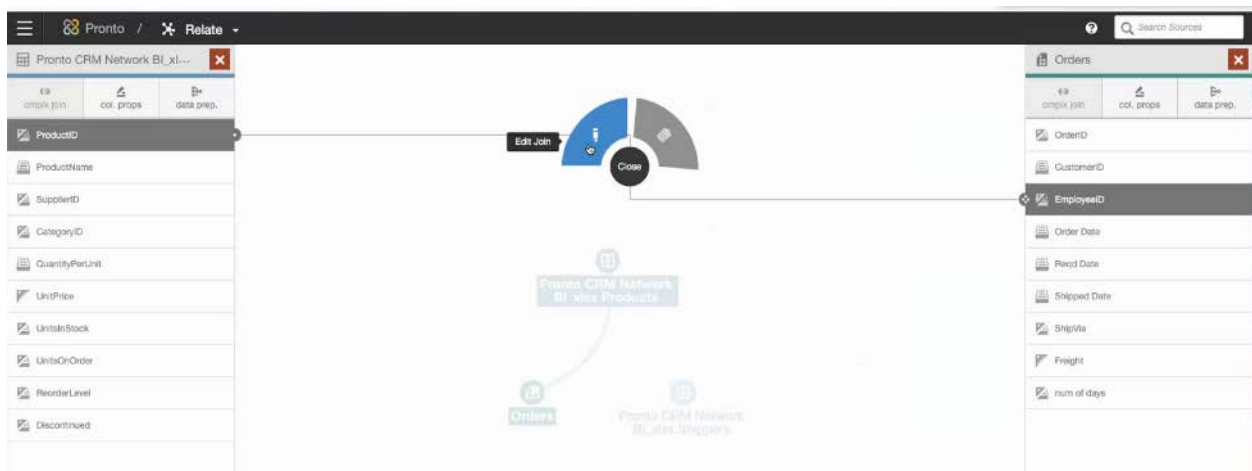 Pronto / Relate
Search Sources
Pronto CRM Network BI_xl...
cmplx join
col. props
data prep.
ProductID
ProductName
SupplierID
CategoryID
QuantityPerUnit
UnitPrice
UnitsInStock
UnitsOnOrder
ReorderLevel
Discontinued
Edit Join
Close
Pronto CRM Network
BI_xlsx Products
Orders
Pronto CRM Network
BI_xlsx Shippers
Orders
cmplx join
col. props
data prep.
OrderID
CustomerID
EmployeeID
Order Date
Reqd Date
Shipped Date
ShipVia
Freight
num of days